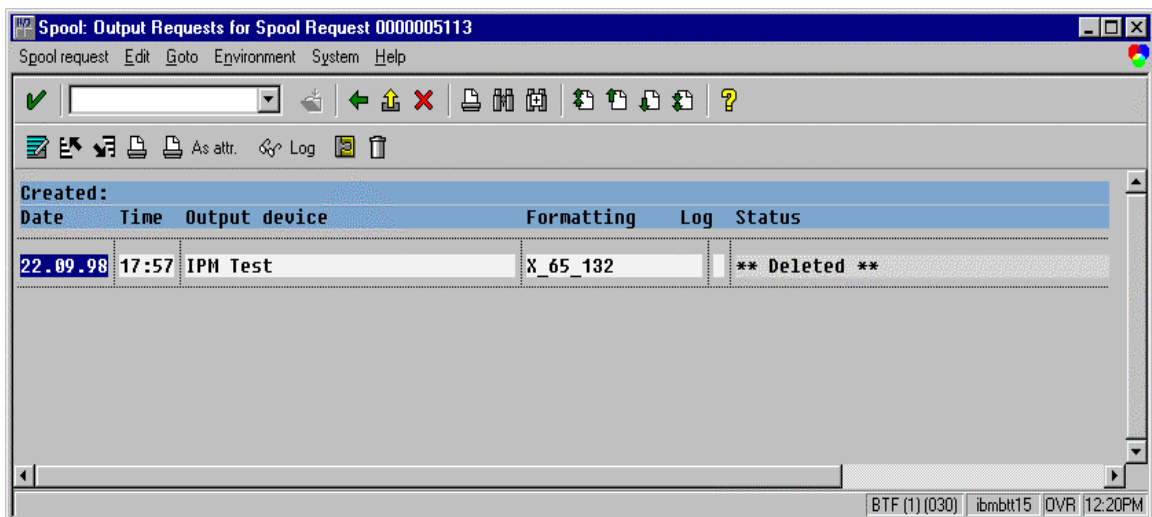 Spool: Output Requests for Spool Request 0000005113
Spool request Edit Goto Environment System Help
As attr. Log
Created:
Date Time Output device Formatting Log Status
22.09.98 17:57 IPM Test X_65_132 ** Deleted **
BTF (1) (030) ibmbtt15 OVR 12:20PM